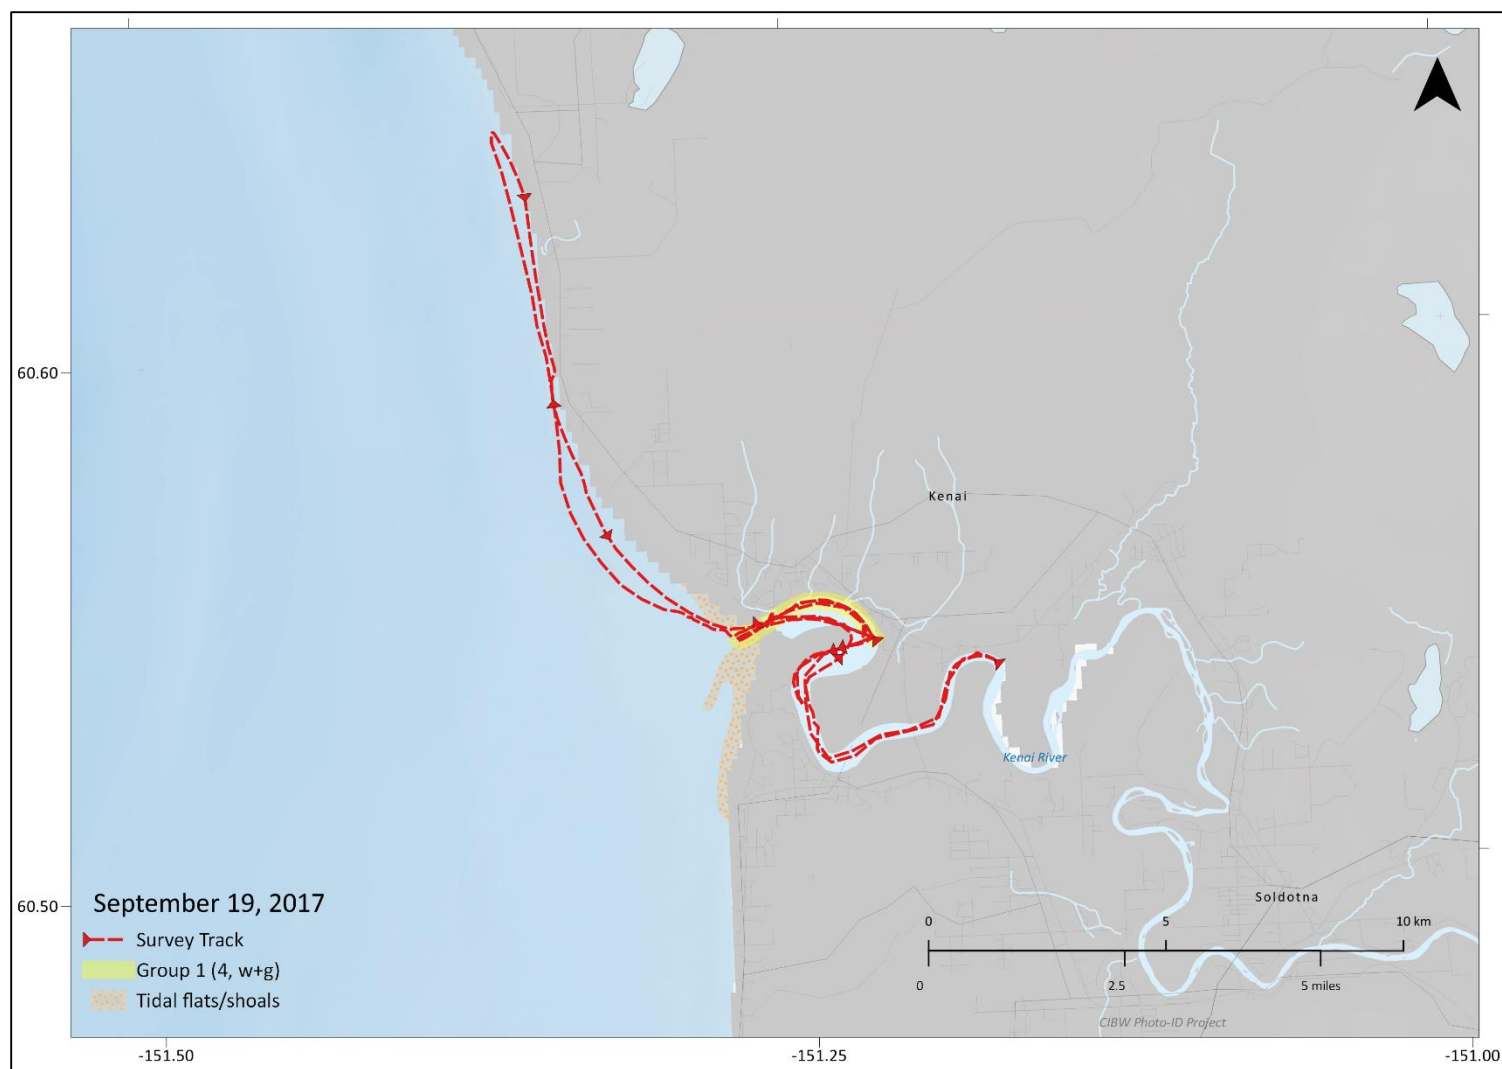 60.60
Kenai
Kenai River
Soldotna
60.50
September 19, 2017
Survey Track
Group 1 (4, w+g)
Tidal flats/shoals
0 5 10 km
0 2.5 5 miles
CIBW Photo-ID Project
-151.50 -151.25 -151.00